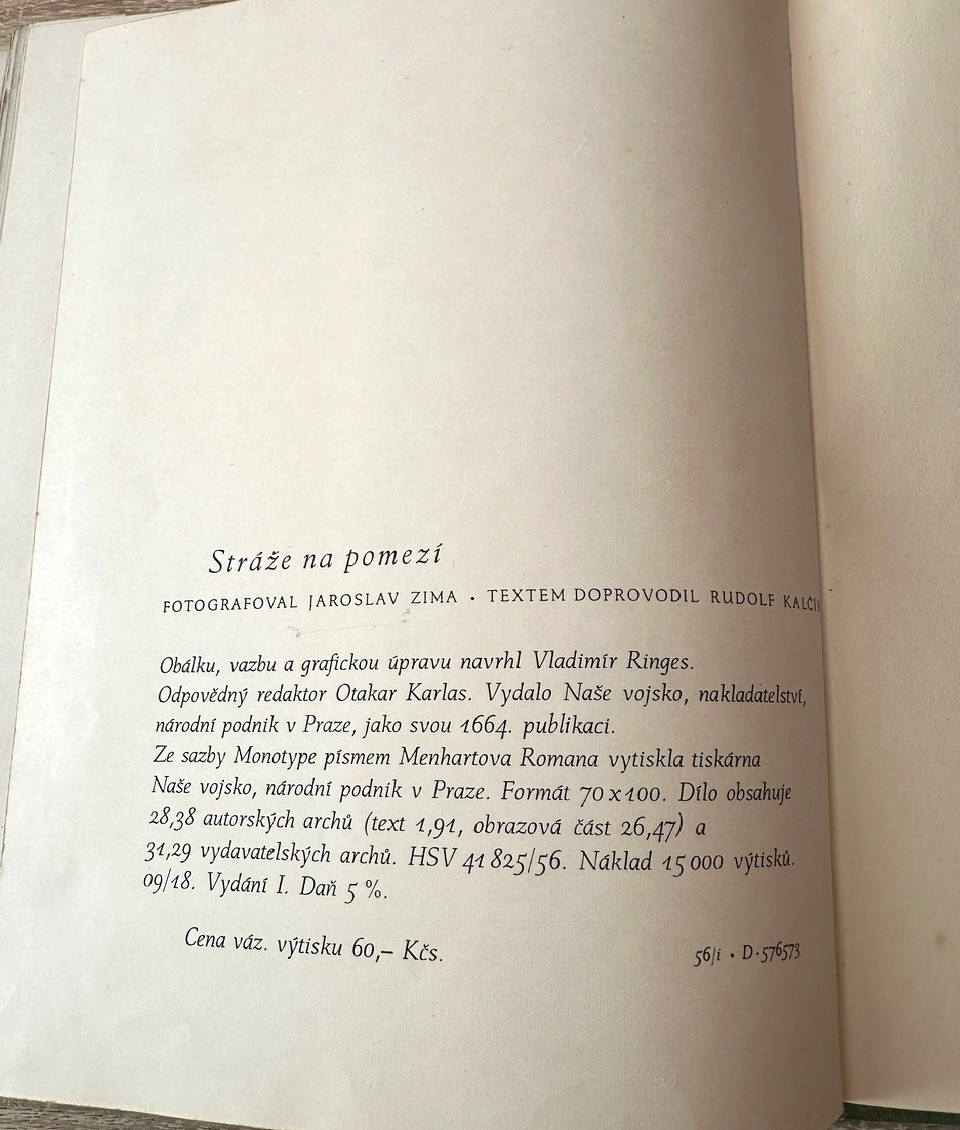 Stráže na pomezí
FOTOGRAFOVAL JAROSLAV ZIMA • TEXTEM DOPROVODIL RUDOLF
Obálku, vazbu a grafickou úpravu navrhl Vladimír Ringes.
Odpovědný redaktor Otakar Karlas. Vydalo Naše vojsko, nakladatelství,
národní podnik v Praze, jako svou 1664. publikaci.
Ze sazby Monotype písmem Menhartova Romana vytiskla tiskárna
Naše vojsko, národní podnik v Praze. Formát 70x100. Dílo obsahuje
28,38 autorských archů (text 1,91, obrazová část 26,47) a
31,29 vydavatelských archů. HSV 41 825/56. Náklad 15 000 výtisků.
09/18. Vydání I. Daň 5 %.
Cena váz. výtisku 60,– Kčs.
56/i • D-576573